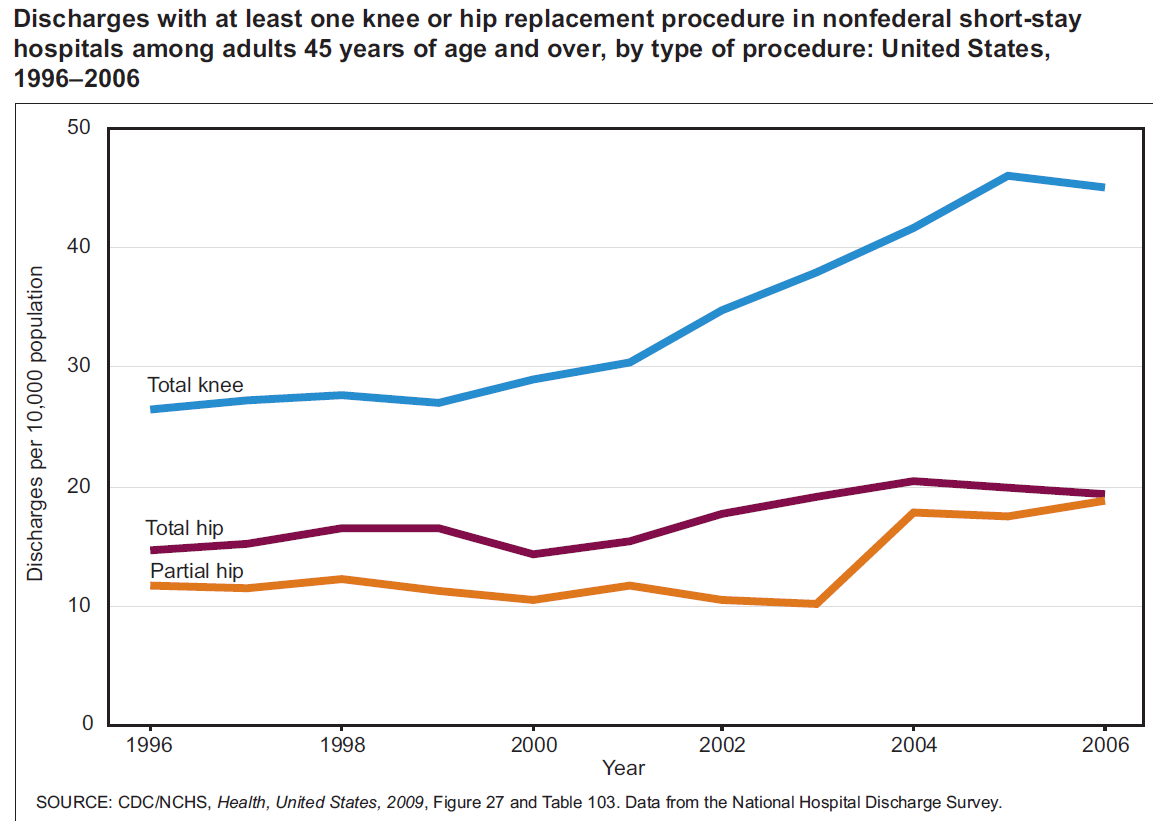 Discharges with at least one knee or hip replacement procedure in nonfederal short-stay
hospitals among adults 45 years of age and over, by type of procedure: United States,
1996–2006
50
40
30
20
10
0
Discharges per 10,000 population
Total knee
Total hip
Partial hip
1996 1998 2000 2002 2004 2006
Year
SOURCE: CDC/NCHS, Health, United States, 2009, Figure 27 and Table 103. Data from the National Hospital Discharge Survey.